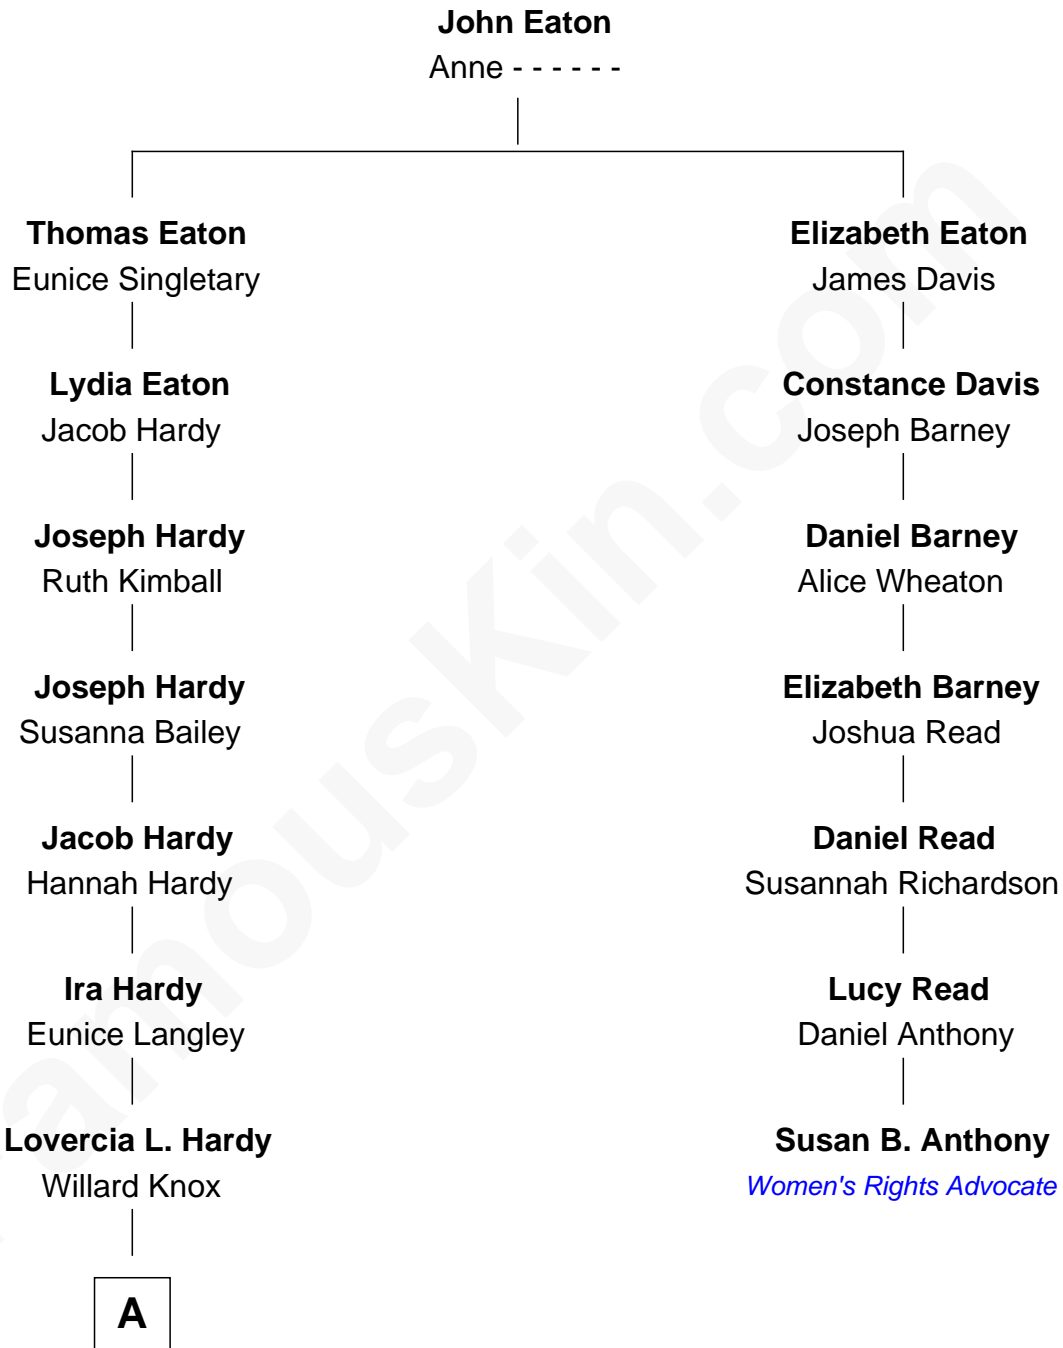 John Eaton
Anne - - - - - -
Thomas Eaton
Eunice Singletary
Elizabeth Eaton
James Davis
Lydia Eaton
Jacob Hardy
Constance Davis
Joseph Barney
Joseph Hardy
Ruth Kimball
Daniel Barney
Alice Wheaton
Joseph Hardy
Susanna Bailey
Elizabeth Barney
Joshua Read
Jacob Hardy
Hannah Hardy
Daniel Read
Susannah Richardson
Ira Hardy
Eunice Langley
Lucy Read
Daniel Anthony
Lovercia L. Hardy
Willard Knox
Susan B. Anthony
Women's Rights Advocate
A
amouskin.com